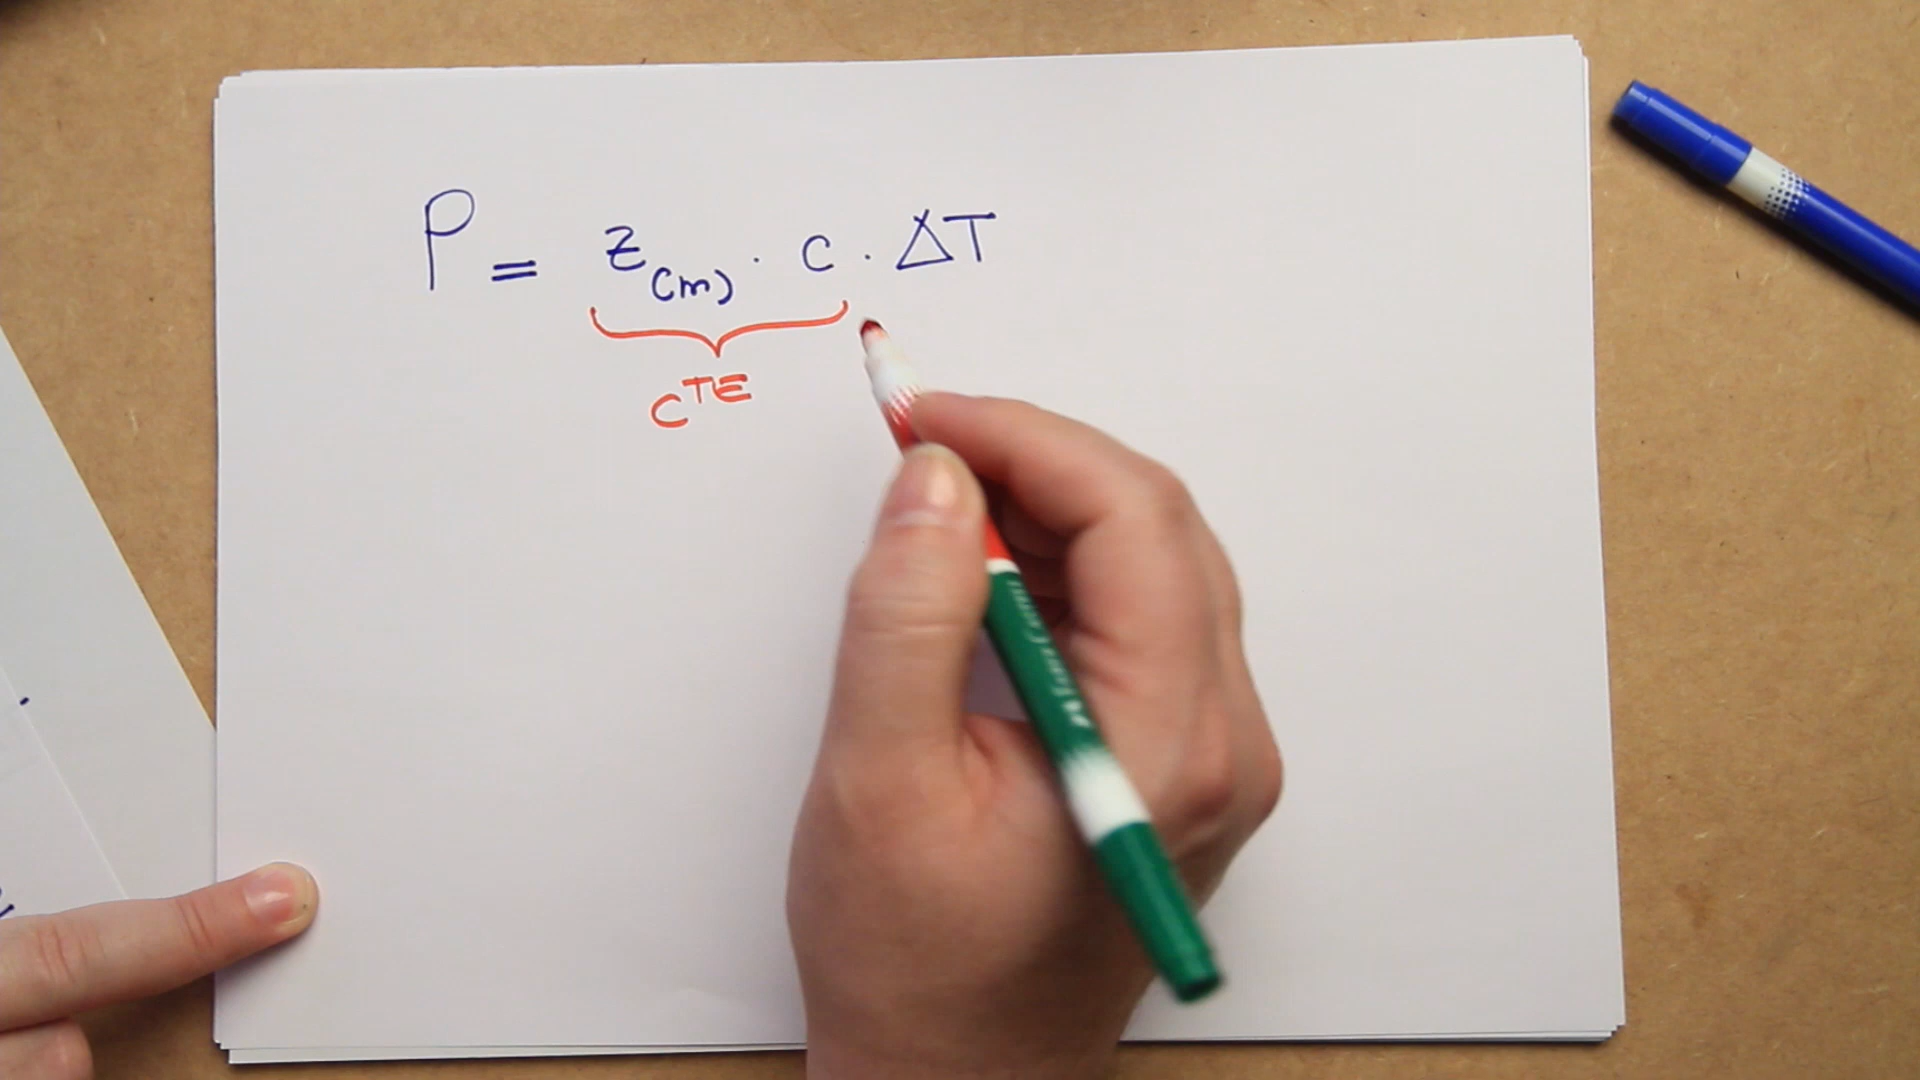 P = z(m) · c · ΔT
CTE